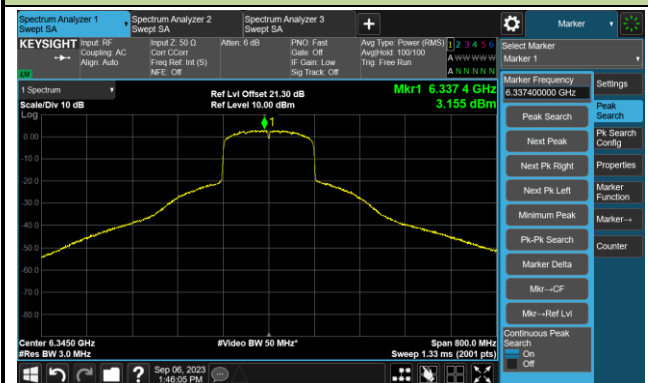 Spectrum Analyzer 1
Swept SA
Spectrum Analyzer 2
Swept SA
Spectrum Analyzer 3
Swept SA
+
Marker
KEYSIGHT
Input: RF
Coupling: AC
Align: Auto
Input Z: 50 Ω
Corr CCorr
Freq Ref: Int (S)
NFE: Off
Atten: 6 dB
PNO: Fast
Gate: Off
IF Gain: Low
Sig Track: Off
Avg Type: Power (RMS)
Avg|Hold: 100/100
Trig: Free Run
1 2 3 4 5 6
A W W W W W
A N N N N N
Select Marker
Marker 1
1 Spectrum
Scale/Div 10 dB
Log
Ref Lvl Offset 21.30 dB
Ref Level 10.00 dBm
Mkr1 6.337 4 GHz
3.155 dBm
1
0.00
-10.0
-20.0
-30.0
-40.0
-50.0
-60.0
-70.0
-80.0
Center 6.3450 GHz
#Res BW 3.0 MHz
#Video BW 50 MHz*
Span 800.0 MHz
Sweep 1.33 ms (2001 pts)
Marker Frequency
6.337400000 GHz
Peak Search
Next Peak
Next Pk Right
Next Pk Left
Minimum Peak
Pk-Pk Search
Marker Delta
Mkr→CF
Mkr→Ref Lvl
Continuous Peak
Search
On
Off
Settings
Peak
Search
Pk Search
Config
Properties
Marker
Function
Marker→
Counter
?
Sep 06, 2023
1:46:05 PM